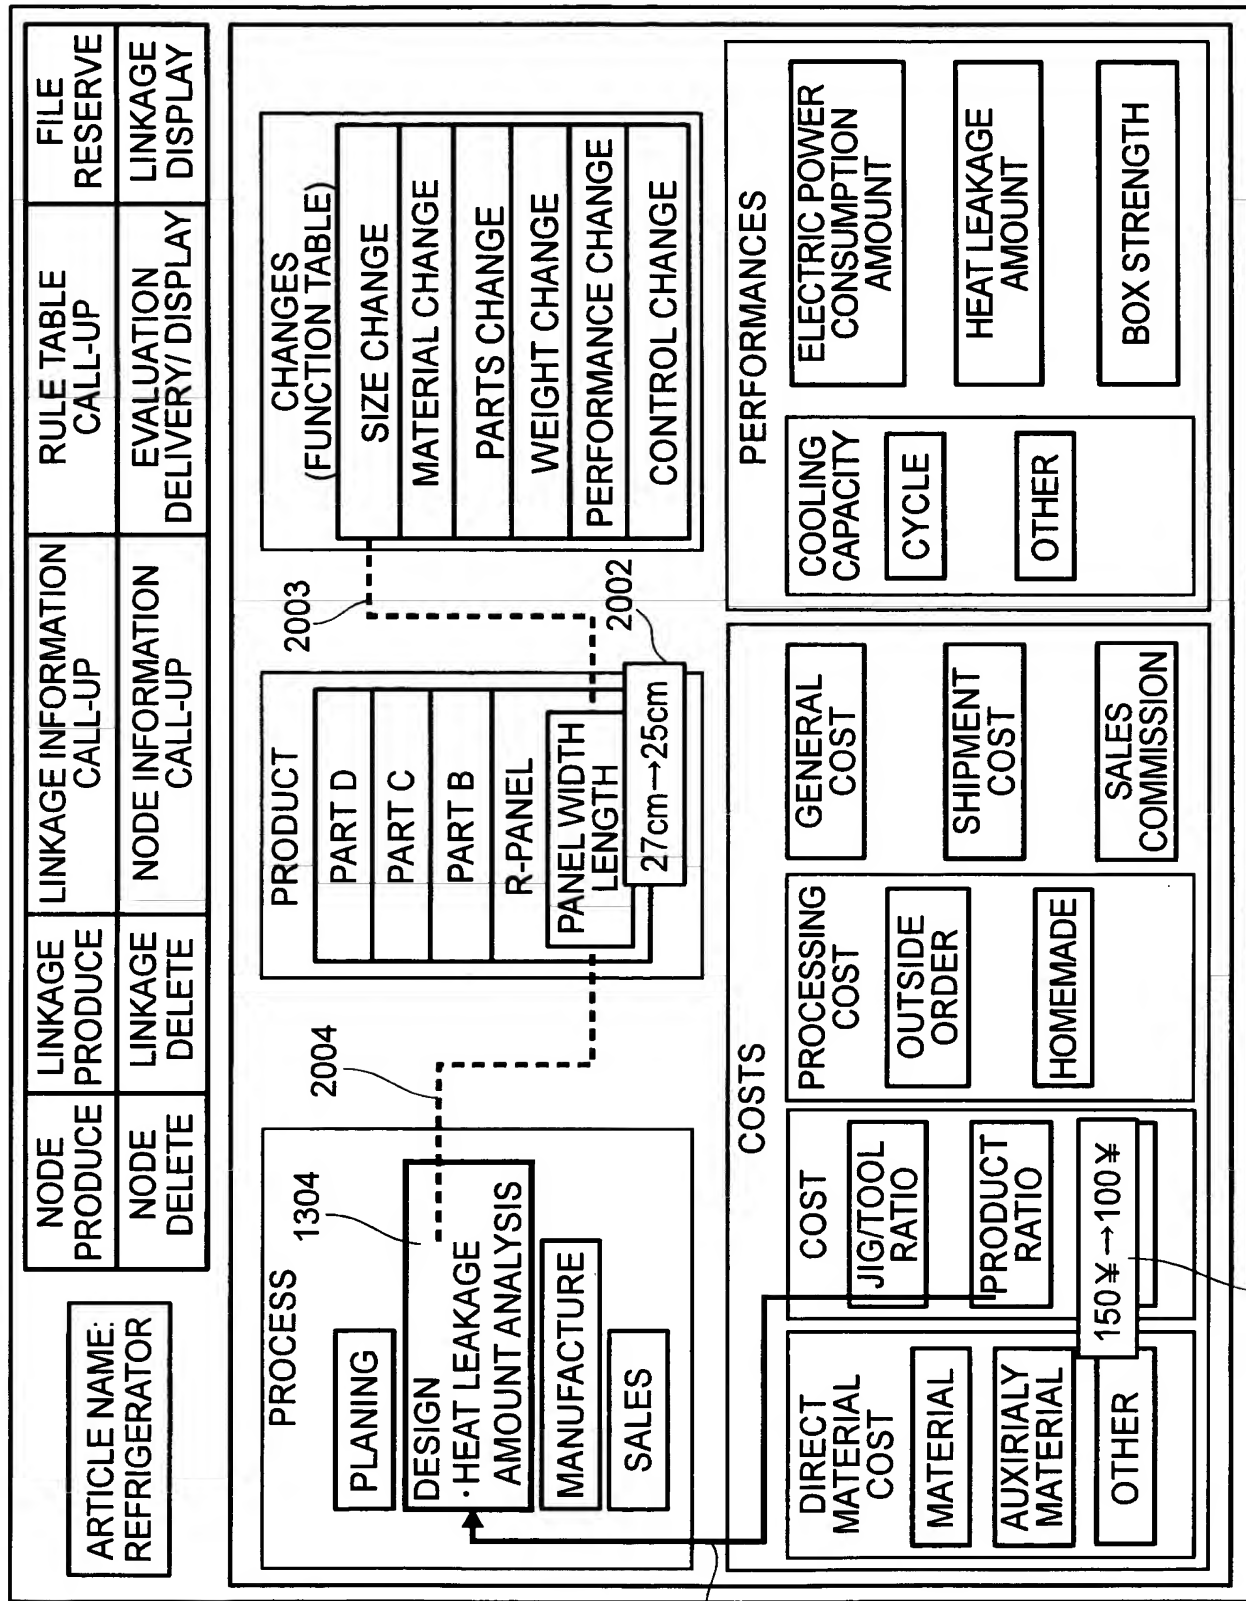 ARTICLE NAME:
REFRIGERATOR
NODE
PRODUCE
LINKAGE
PRODUCE
LINKAGE INFORMATION
CALL-UP
RULE TABLE
CALL-UP
FILE
RESERVE
NODE
DELETE
LINKAGE
DELETE
NODE INFORMATION
CALL-UP
EVALUATION
DELIVERY/ DISPLAY
LINKAGE
DISPLAY
PROCESS
1304
PLANING
DESIGN
·HEAT LEAKAGE
AMOUNT ANALYSIS
MANUFACTURE
SALES
2004
PRODUCT
PART D
PART C
PART B
R-PANEL
PANEL WIDTH
LENGTH
27cm→25cm
2002
2003
CHANGES
(FUNCTION TABLE)
SIZE CHANGE
MATERIAL CHANGE
PARTS CHANGE
WEIGHT CHANGE
PERFORMANCE CHANGE
CONTROL CHANGE
COSTS
DIRECT
MATERIAL
COST
MATERIAL
AUXIRIALY
MATERIAL
OTHER
COST
JIG/TOOL
RATIO
PRODUCT
RATIO
150¥→100¥
PROCESSING
COST
OUTSIDE
ORDER
HOMEMADE
GENERAL
COST
SHIPMENT
COST
SALES
COMMISSION
PERFORMANCES
COOLING
CAPACITY
CYCLE
OTHER
ELECTRIC POWER
CONSUMPTION
AMOUNT
HEAT LEAKAGE
AMOUNT
BOX STRENGTH